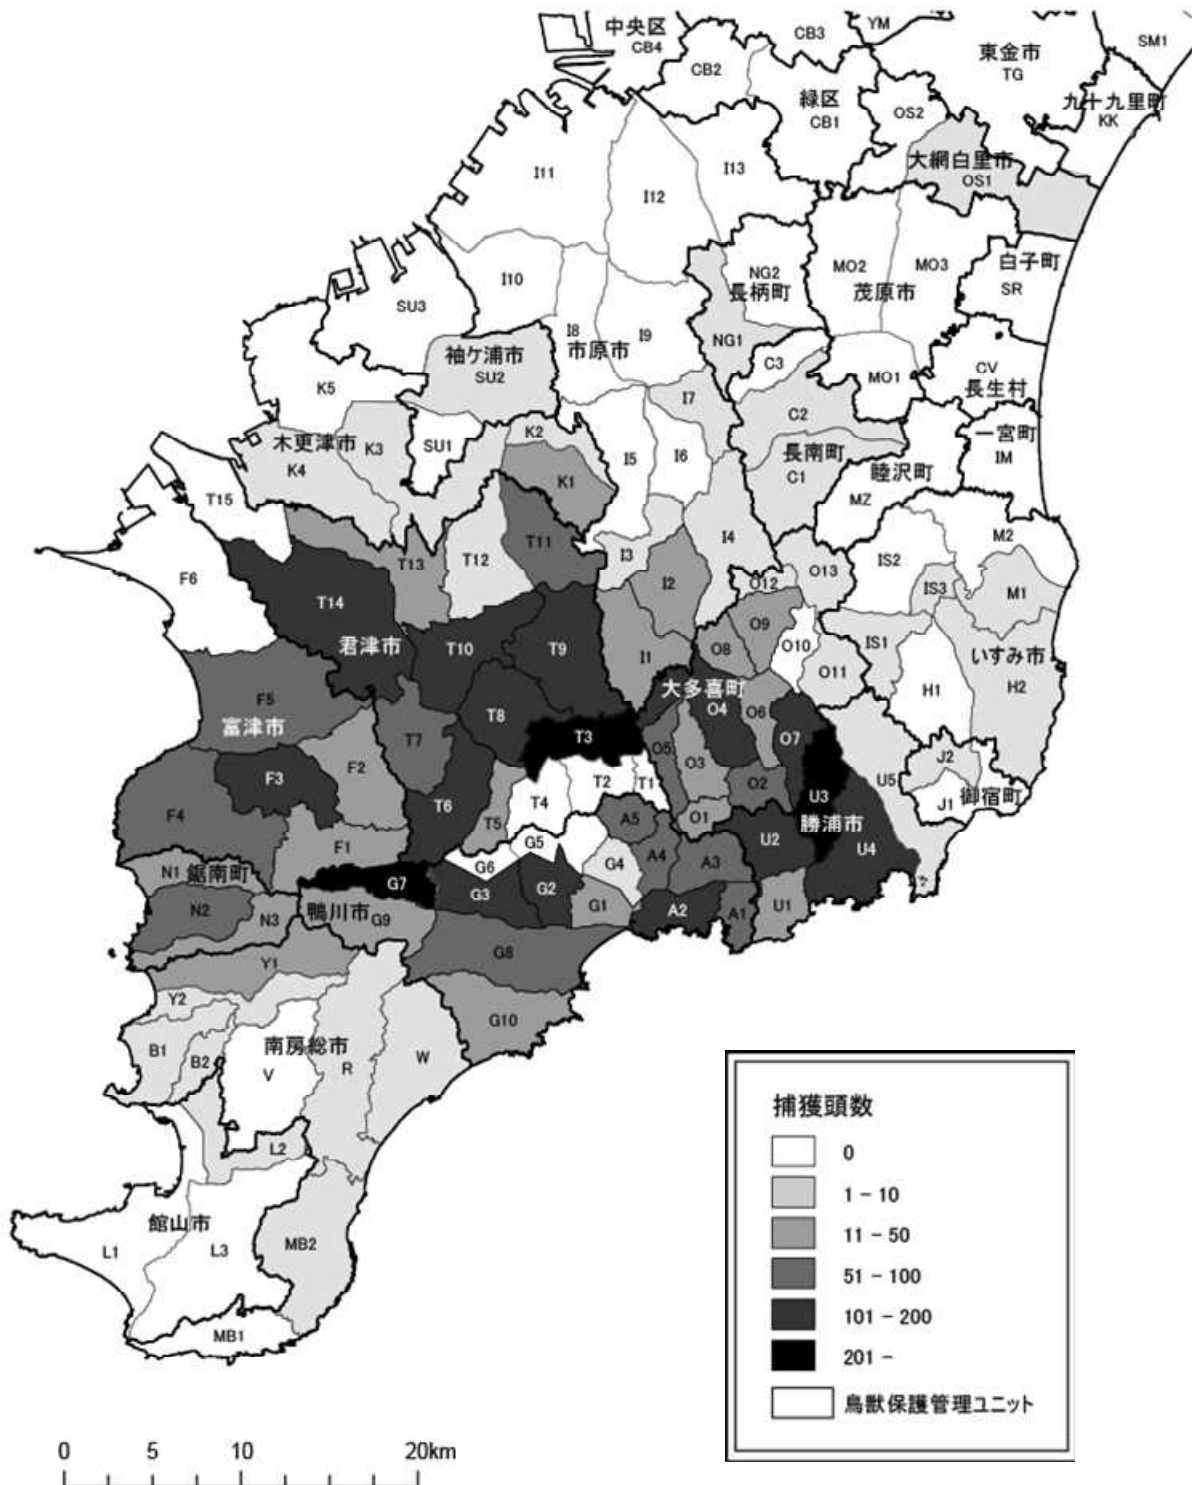 中央区
CB4
CB3
YM
CB2
東金市
TG
SM1
緑区
CB1
OS2
九十九里町
KK
大網白里市
OS1
I11
I12
I13
NG2
長柄町
MO2
MO3
茂原市
白子町
SR
I10
SU3
I8
市原市
I9
NG1
C3
MO1
CV
長生村
袖ケ浦市
SU2
K5
I7
C2
木更津市
K3
K4
SU1
K2
K1
I5
I6
長南町
C1
一宮町
IM
睦沢町
MZ
T15
T13
T12
T11
I3
I4
I2
O12
O13
IS2
M2
IS3
M1
F6
T14
君津市
T10
T9
I1
O8
O9
O10
O11
IS1
いすみ市
H1
H2
F5
富津市
T8
T7
T3
大多喜町
O4
O6
O5
O3
O7
O2
U5
J2
J1
御宿町
F3
F2
F4
T6
T5
T4
T2
T1
O1
U3
勝浦市
U2
U4
F1
A5
A4
A3
G5
G6
G4
N1
鋸南町
G7
G3
G2
G1
A2
A1
U1
N2
N3
鴨川市
G9
G8
Y1
Y2
G10
B1
B2
南房総市
V
R
W
L2
館山市
L1
L3
MB2
MB1
捕獲頭数
0
1 - 10
11 - 50
51 - 100
101 - 200
201 -
鳥獣保護管理ユニット
0 5 10 20km